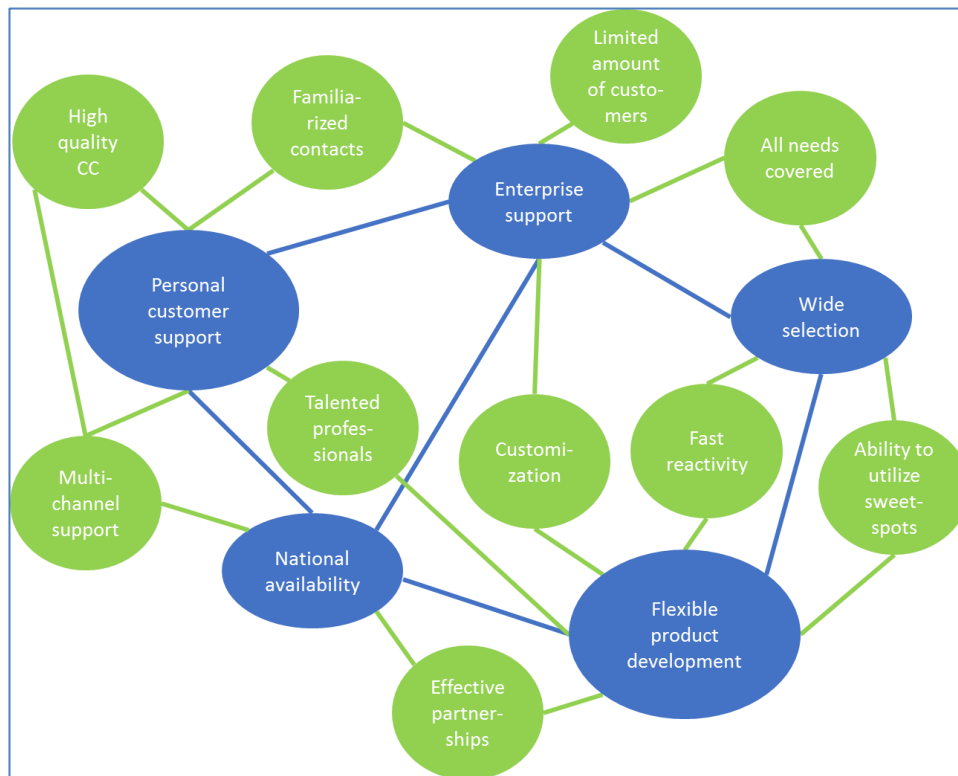 Limited
amount
of custo-
mers
High
quality
CC
Familia-
rized
contacts
All needs
covered
Enterprise
support
Personal
customer
support
Wide
selection
Talented
profes-
sionals
Customi-
zation
Fast
reactivity
Ability to
utilize
sweet-
spots
Multi-
channel
support
National
availability
Flexible
product
development
Effective
partner-
ships